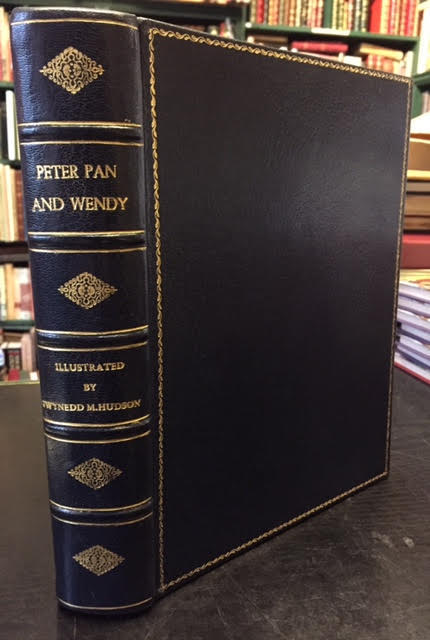 PETER PAN
AND WENDY
ILLUSTRATED
BY
GWYNEDD M. HUDSON